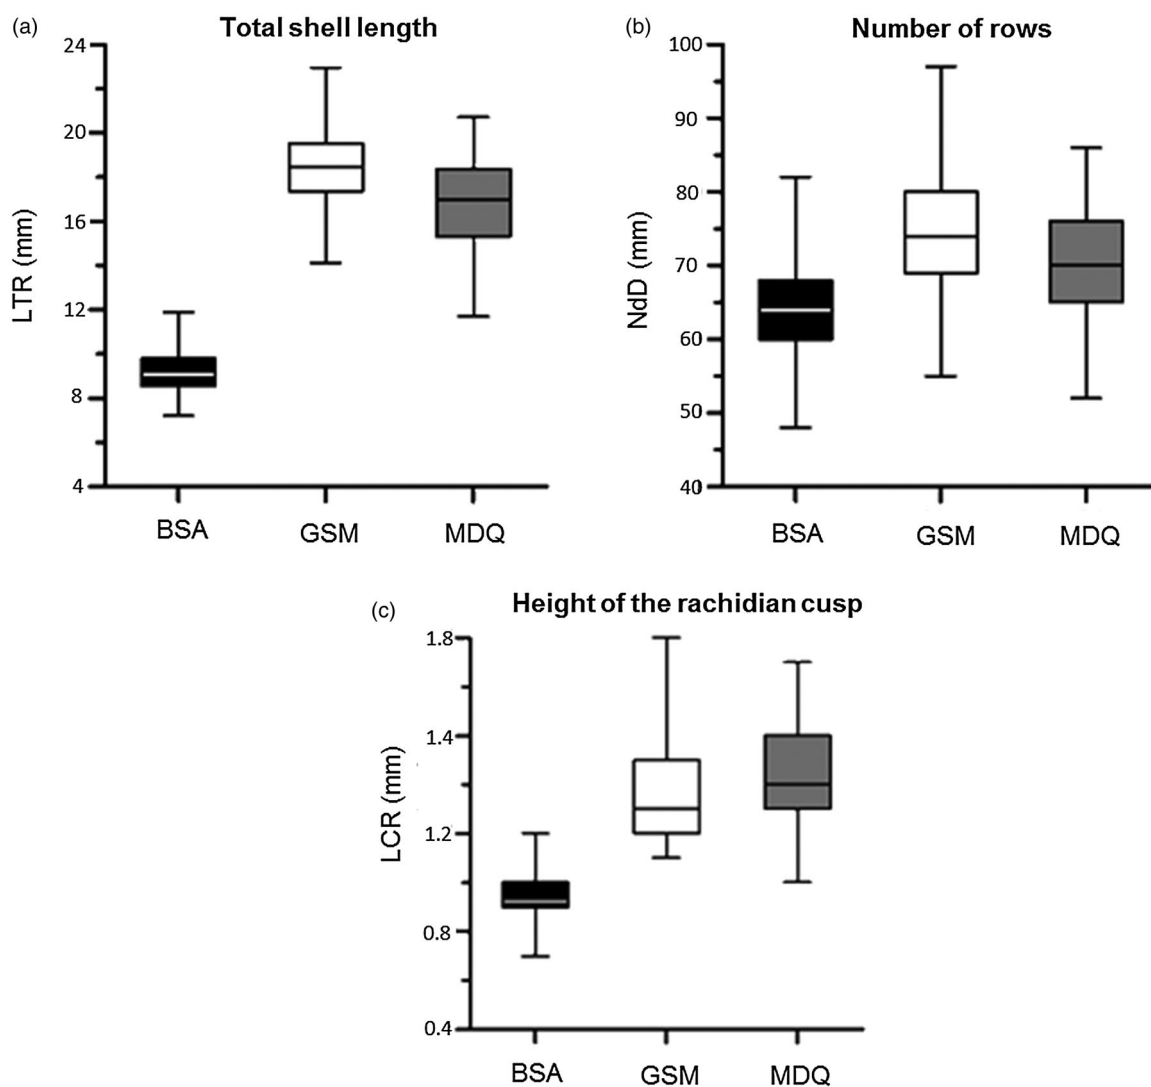 (a)
Total shell length
24
20
16
12
8
4
LTR (mm)
BSA GSM MDQ
(b)
Number of rows
100
90
80
70
60
50
40
NdD (mm)
BSA GSM MDQ
(c)
Height of the rachidian cusp
1.8
1.4
1.2
0.8
0.4
LCR (mm)
BSA GSM MDQ